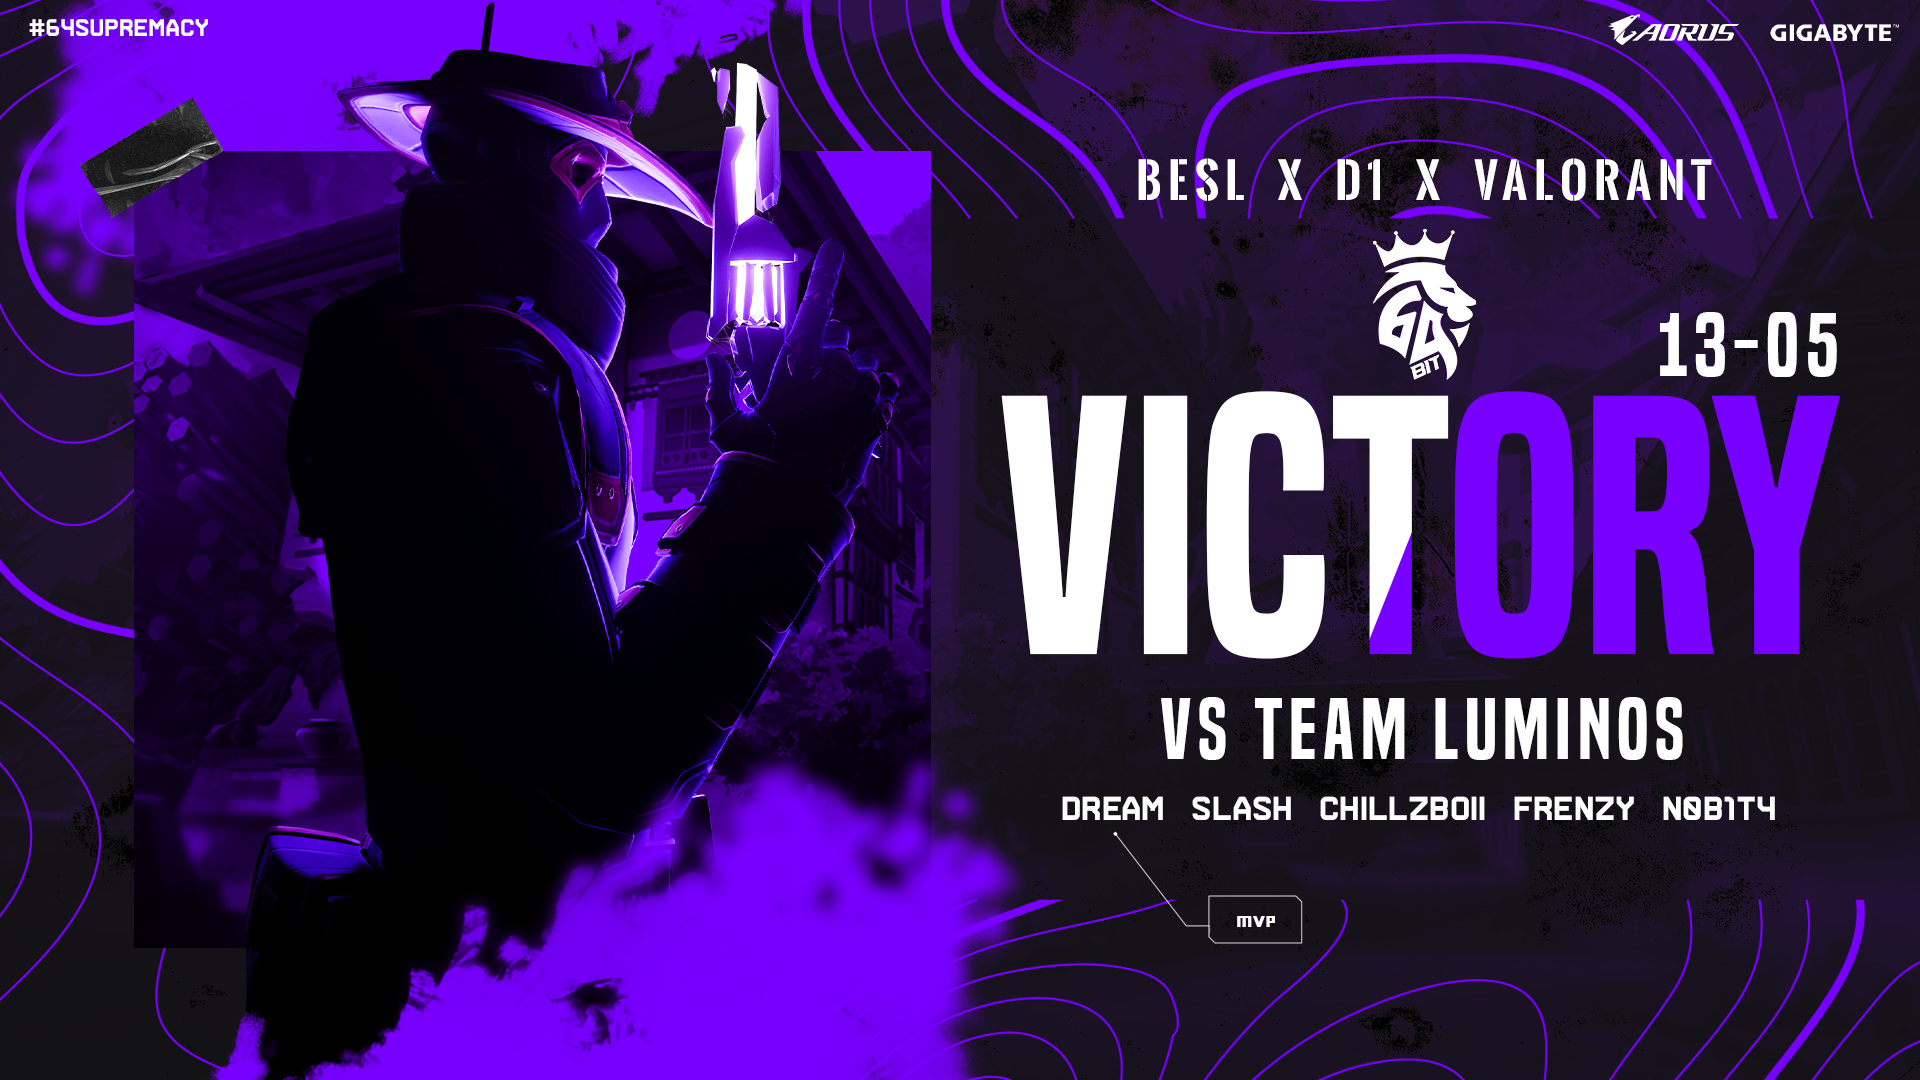 #64SUPREMACY
AORUS
GIGABYTE™
BESL X D1 X VALORANT
64
BIT
13-05
VICTORY
VS TEAM LUMINOS
DREAM SLASH CHILLZBOII FRENZY N0B1T4
MVP